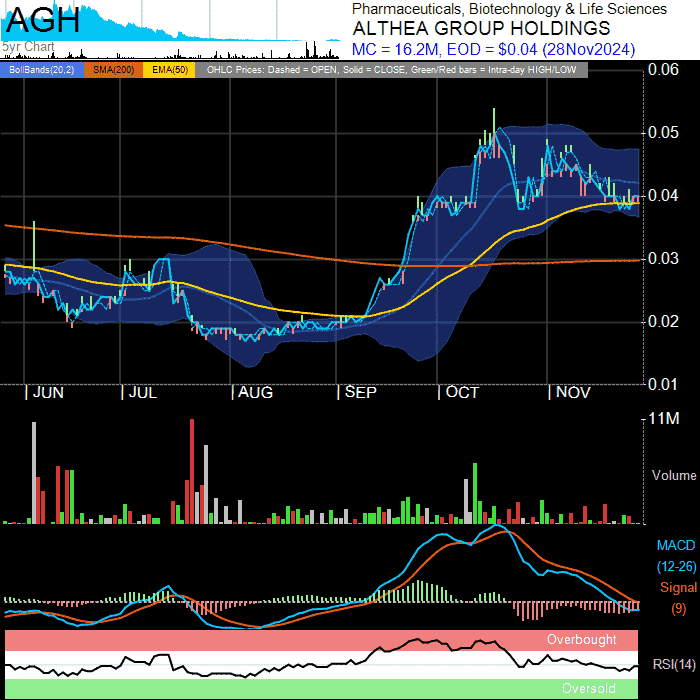 AGH
5yr Chart
Pharmaceuticals, Biotechnology & Life Sciences
ALTHEA GROUP HOLDINGS
MC = 16.2M, EOD = $0.04 (28Nov2024)
BollBands(20,2) SMA(200) EMA(50) OHLC Prices: Dashed = OPEN, Solid = CLOSE, Green/Red bars = Intra-day HIGH/LOW
0.06
0.05
0.04
0.03
0.02
0.01
JUN JUL AUG SEP OCT NOV
11M
Volume
MACD
(12-26)
Signal
(9)
Overbought
RSI(14)
Oversold